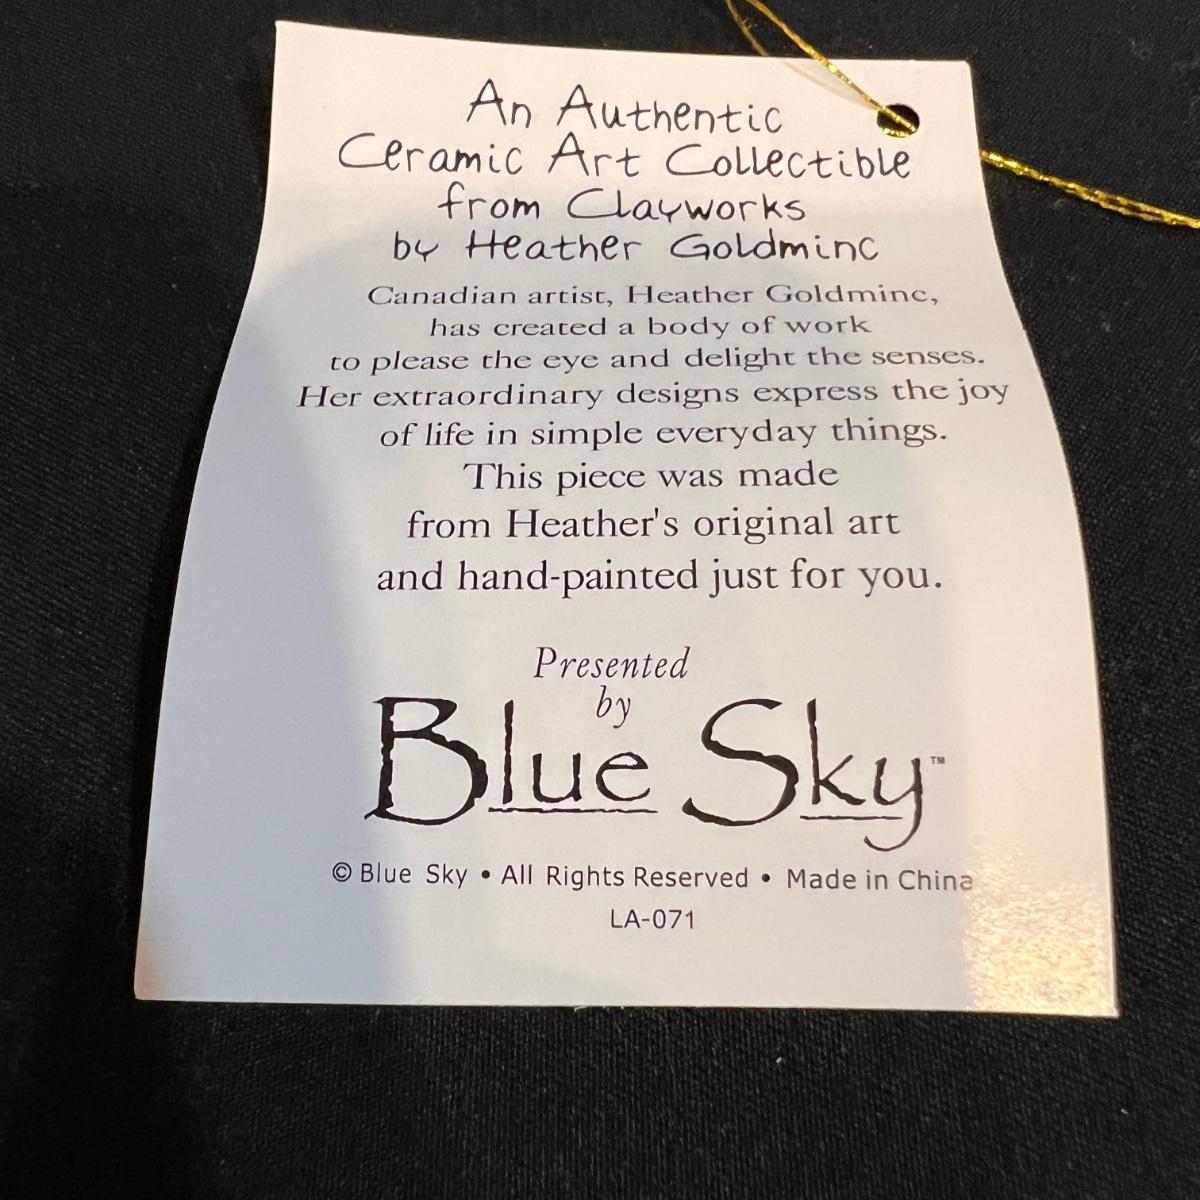 An Authentic
Ceramic Art Collectible
from Clayworks
by Heather Goldminc
Canadian artist, Heather Goldminc,
has created a body of work
to please the eye and delight the senses.
Her extraordinary designs express the joy
of life in simple everyday things.
This piece was made
from Heather's original art
and hand-painted just for you.
Presented
by
Blue Sky™
© Blue Sky • All Rights Reserved • Made in China
LA-071